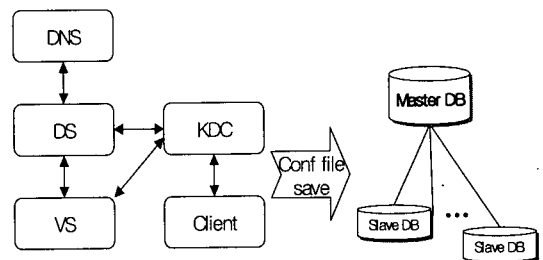 DNS
DS
KDC
VS
Client
Conf file
save
Master DB
Slave DB
...
Slave DB